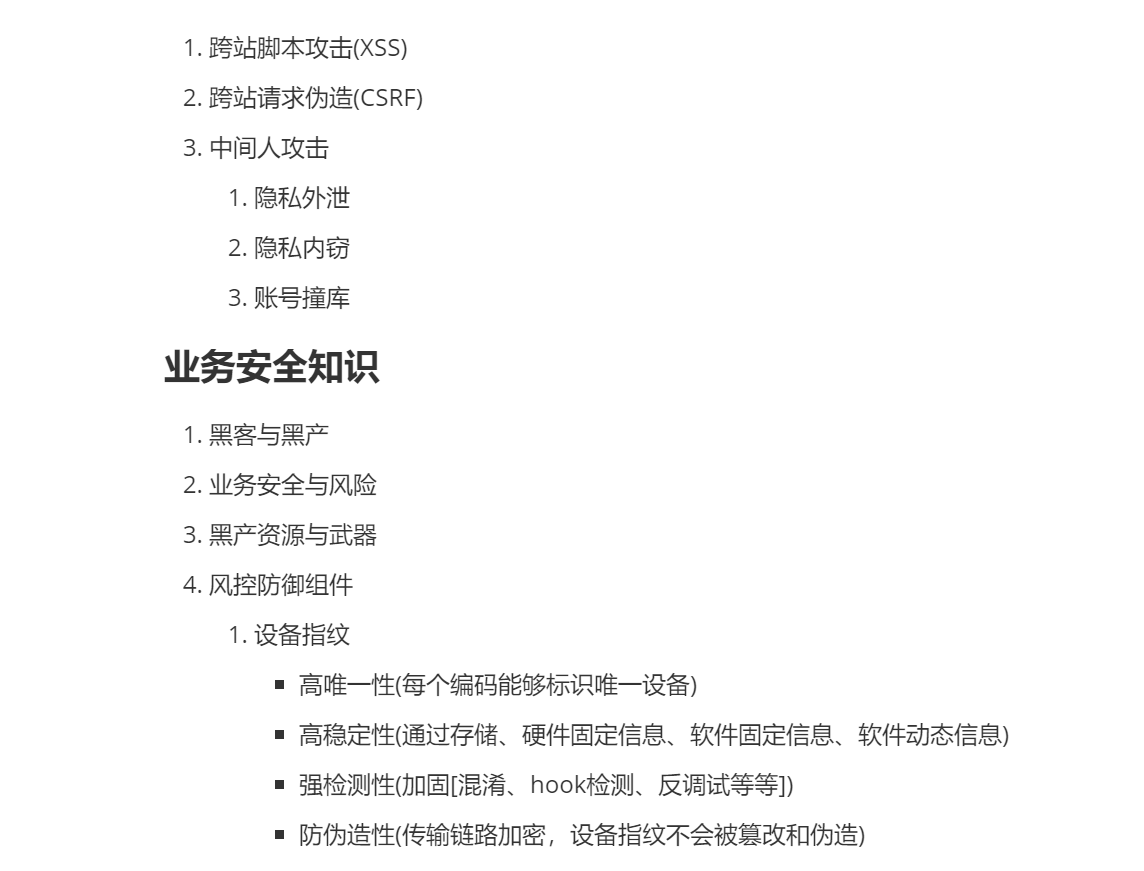 1. 跨站脚本攻击(XSS)
2. 跨站请求伪造(CSRF)
3. 中间人攻击
1. 隐私外泄
2. 隐私内窃
3. 账号撞库
业务安全知识
1. 黑客与黑产
2. 业务安全与风险
3. 黑产资源与武器
4. 风控防御组件
1. 设备指纹
▪ 高唯一性(每个编码能够标识唯一设备)
▪ 高稳定性(通过存储、硬件固定信息、软件固定信息、软件动态信息)
▪ 强检测性(加固[混淆、hook检测、反调试等等])
▪ 防伪造性(传输链路加密，设备指纹不会被篡改和伪造)